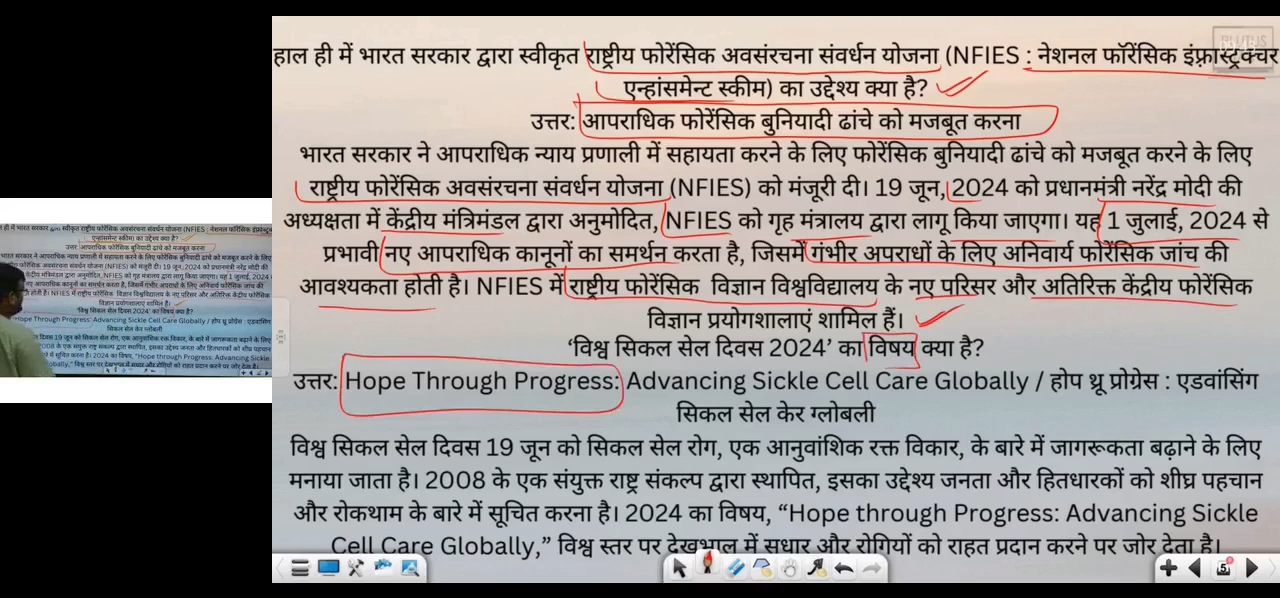 हाल ही में भारत सरकार द्वारा स्वीकृत राष्ट्रीय फोरेंसिक अवसंरचना संवर्धन योजना (NFIES : नेशनल फॉरेंसिक इंफ़्रास्ट्रक्चर
एन्हांसमेन्ट स्कीम) का उद्देश्य क्या है?
उत्तर: आपराधिक फोरेंसिक बुनियादी ढांचे को मजबूत करना
भारत सरकार ने आपराधिक न्याय प्रणाली में सहायता करने के लिए फोरेंसिक बुनियादी ढांचे को मजबूत करने के लिए
राष्ट्रीय फोरेंसिक अवसंरचना संवर्धन योजना (NFIES) को मंजूरी दी। 19 जून, 2024 को प्रधानमंत्री नरेंद्र मोदी की
अध्यक्षता में केंद्रीय मंत्रिमंडल द्वारा अनुमोदित, NFIES को गृह मंत्रालय द्वारा लागू किया जाएगा। यह 1 जुलाई, 2024 से
प्रभावी नए आपराधिक कानूनों का समर्थन करता है, जिसमें गंभीर अपराधों के लिए अनिवार्य फोरेंसिक जांच की
आवश्यकता होती है। NFIES में राष्ट्रीय फोरेंसिक विज्ञान विश्वविद्यालय के नए परिसर और अतिरिक्त केंद्रीय फोरेंसिक
विज्ञान प्रयोगशालाएं शामिल हैं।
‘विश्व सिकल सेल दिवस 2024’ का विषय क्या है?
उत्तर: Hope Through Progress: Advancing Sickle Cell Care Globally / होप थ्रू प्रोग्रेस : एडवांसिंग
सिकल सेल केर ग्लोबली
विश्व सिकल सेल दिवस 19 जून को सिकल सेल रोग, एक आनुवांशिक रक्त विकार, के बारे में जागरूकता बढ़ाने के लिए
मनाया जाता है। 2008 के एक संयुक्त राष्ट्र संकल्प द्वारा स्थापित, इसका उद्देश्य जनता और हितधारकों को शीघ्र पहचान
और रोकथाम के बारे में सूचित करना है। 2024 का विषय, “Hope through Progress: Advancing Sickle
Cell Care Globally,” विश्व स्तर पर देखभाल में सुधार और रोगियों को राहत प्रदान करने पर जोर देता है।